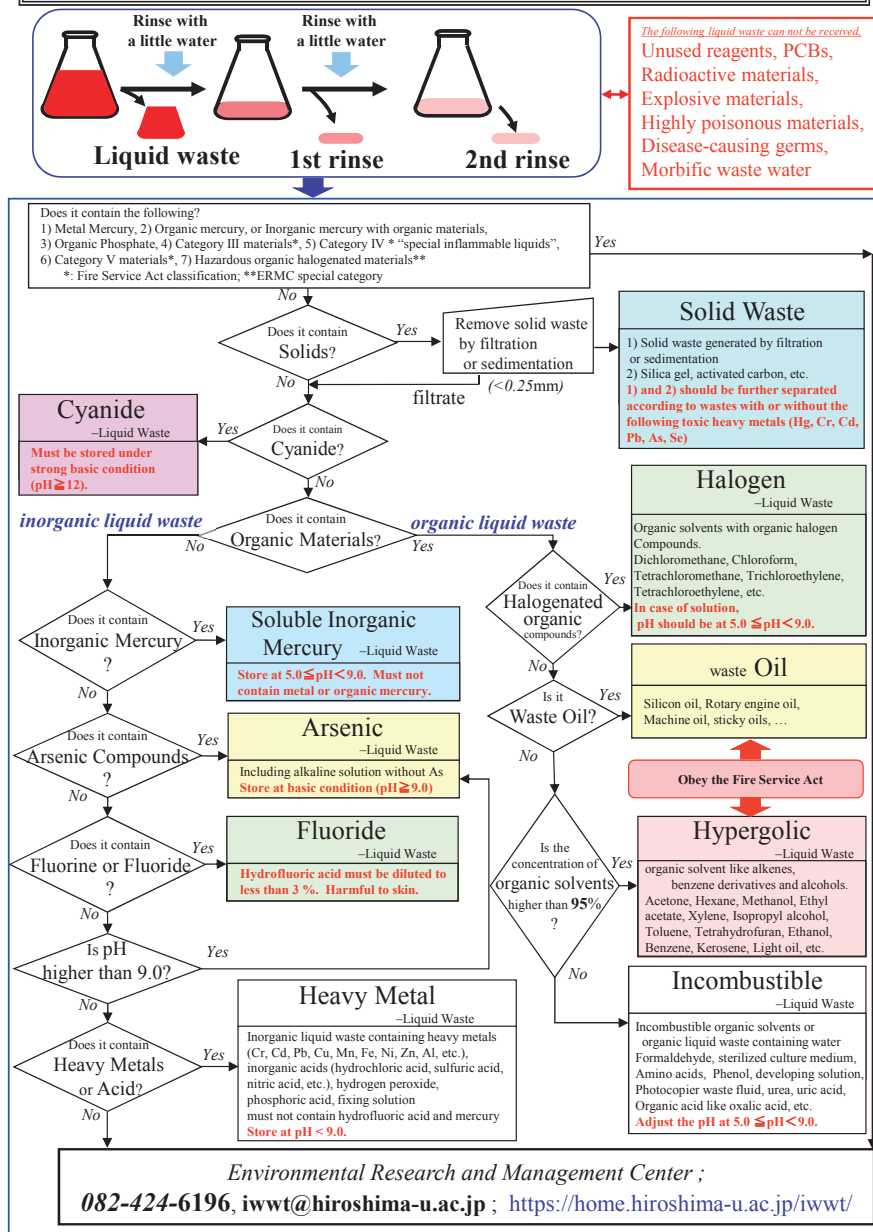 Rinse with
a little water
Rinse with
a little water
Liquid waste
1st rinse
2nd rinse
The following liquid waste can not be received,
Unused reagents, PCBs,
Radioactive materials,
Explosive materials,
Highly poisonous materials,
Disease-causing germs,
Morbific waste water
Does it contain the following?
1) Metal Mercury, 2) Organic mercury, or Inorganic mercury with organic materials,
3) Organic Phosphate, 4) Category III materials*, 5) Category IV * “special inflammable liquids”,
6) Category V materials*, 7) Hazardous organic halogenated materials**
*: Fire Service Act classification; **ERMC special category
Yes
No
Does it contain
Solids?
Yes
No
Remove solid waste
by filtration
or sedimentation
(<0.25mm)
filtrate
Solid Waste
1) Solid waste generated by filtration
or sedimentation
2) Silica gel, activated carbon, etc.
1) and 2) should be further separated
according to wastes with or without the
following toxic heavy metals (Hg, Cr, Cd,
Pb, As, Se)
Cyanide
–Liquid Waste
Must be stored under
strong basic condition
(pH≧12).
Yes
Does it contain
Cyanide?
No
inorganic liquid waste
No
Does it contain
Organic Materials?
organic liquid waste
Yes
Does it contain
Inorganic Mercury
?
Yes
No
Soluble Inorganic
Mercury –Liquid Waste
Store at 5.0≦pH<9.0. Must not
contain metal or organic mercury.
Does it contain
Arsenic Compounds
?
Yes
No
Arsenic
–Liquid Waste
Including alkaline solution without As
Store at basic condition (pH≧9.0)
Does it contain
Fluorine or Fluoride
?
Yes
No
Fluoride
–Liquid Waste
Hydrofluoric acid must be diluted to
less than 3 %. Harmful to skin.
Is pH
higher than 9.0?
Yes
No
Does it contain
Heavy Metals
or Acid?
Yes
No
Heavy Metal
–Liquid Waste
Inorganic liquid waste containing heavy metals
(Cr, Cd, Pb, Cu, Mn, Fe, Ni, Zn, Al, etc.),
inorganic acids (hydrochloric acid, sulfuric acid,
nitric acid, etc.), hydrogen peroxide,
phosphoric acid, fixing solution
must not contain hydrofluoric acid and mercury
Store at pH < 9.0.
Does it contain
Halogenated
organic
compounds?
Yes
No
Halogen
–Liquid Waste
Organic solvents with organic halogen
Compounds.
Dichloromethane, Chloroform,
Tetrachloromethane, Trichloroethylene,
Tetrachloroethylene, etc.
In case of solution,
pH should be at 5.0 ≦pH<9.0.
Is it
Waste Oil?
Yes
No
waste Oil
Silicon oil, Rotary engine oil,
Machine oil, sticky oils, …
Obey the Fire Service Act
Is the
concentration of
organic solvents
higher than 95%
?
Yes
No
Hypergolic
–Liquid Waste
organic solvent like alkenes,
benzene derivatives and alcohols.
Acetone, Hexane, Methanol, Ethyl
acetate, Xylene, Isopropyl alcohol,
Toluene, Tetrahydrofuran, Ethanol,
Benzene, Kerosene, Light oil, etc.
Incombustible
–Liquid Waste
Incombustible organic solvents or
organic liquid waste containing water
Formaldehyde, sterilized culture medium,
Amino acids, Phenol, developing solution,
Photocopier waste fluid, urea, uric acid,
Organic acid like oxalic acid, etc.
Adjust the pH at 5.0 ≦pH<9.0.
Environmental Research and Management Center ;
082-424-6196, iwwt@hiroshima-u.ac.jp ; https://home.hiroshima-u.ac.jp/iwwt/